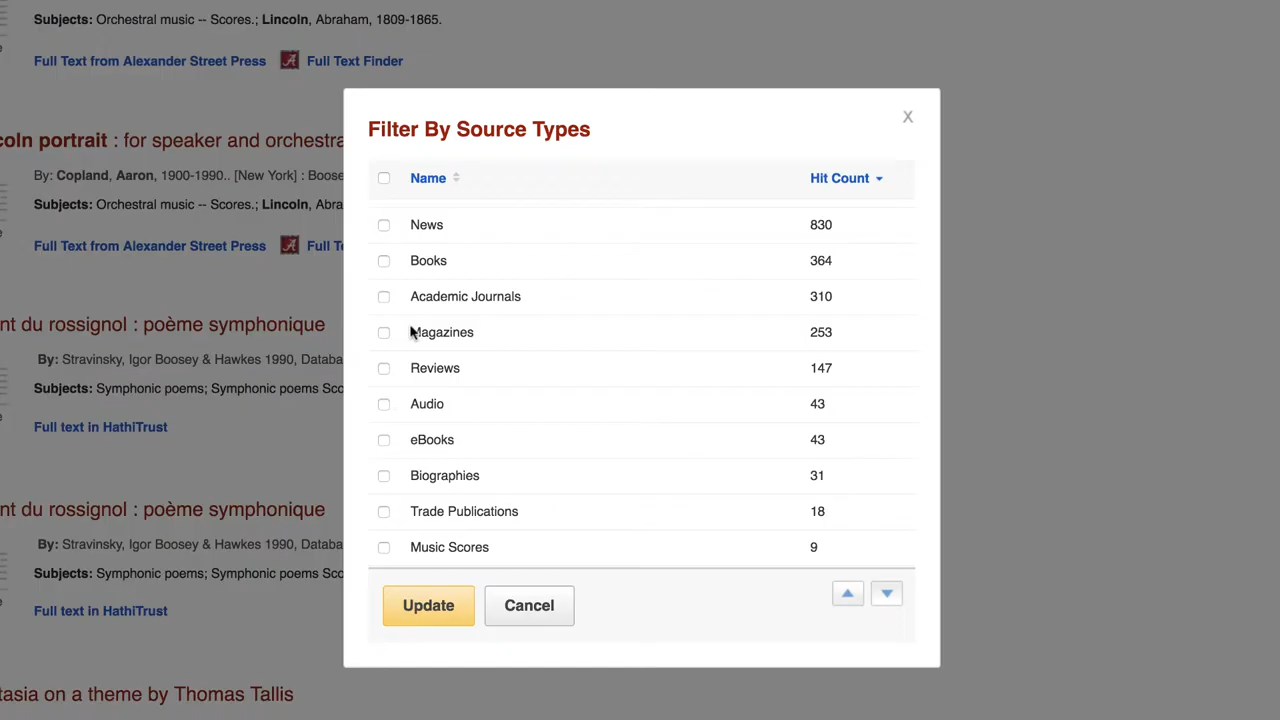 Subjects: Orchestral music -- Scores.; Lincoln, Abraham, 1809-1865.
Full Text from Alexander Street Press Full Text Finder
coln portrait : for speaker and orchestra
By: Copland, Aaron, 1900-1990.. [New York] : Boose
Subjects: Orchestral music -- Scores.; Lincoln, Abra
Full Text from Alexander Street Press Full Te
nt du rossignol : poème symphonique
By: Stravinsky, Igor Boosey & Hawkes 1990, Databa
Subjects: Symphonic poems; Symphonic poems Sco
Full text in HathiTrust
nt du rossignol : poème symphonique
By: Stravinsky, Igor Boosey & Hawkes 1990, Databa
Subjects: Symphonic poems; Symphonic poems Sco
Full text in HathiTrust
tasia on a theme by Thomas Tallis
Filter By Source Types
X
Name Hit Count
News 830
Books 364
Academic Journals 310
Magazines 253
Reviews 147
Audio 43
eBooks 43
Biographies 31
Trade Publications 18
Music Scores 9
Update Cancel